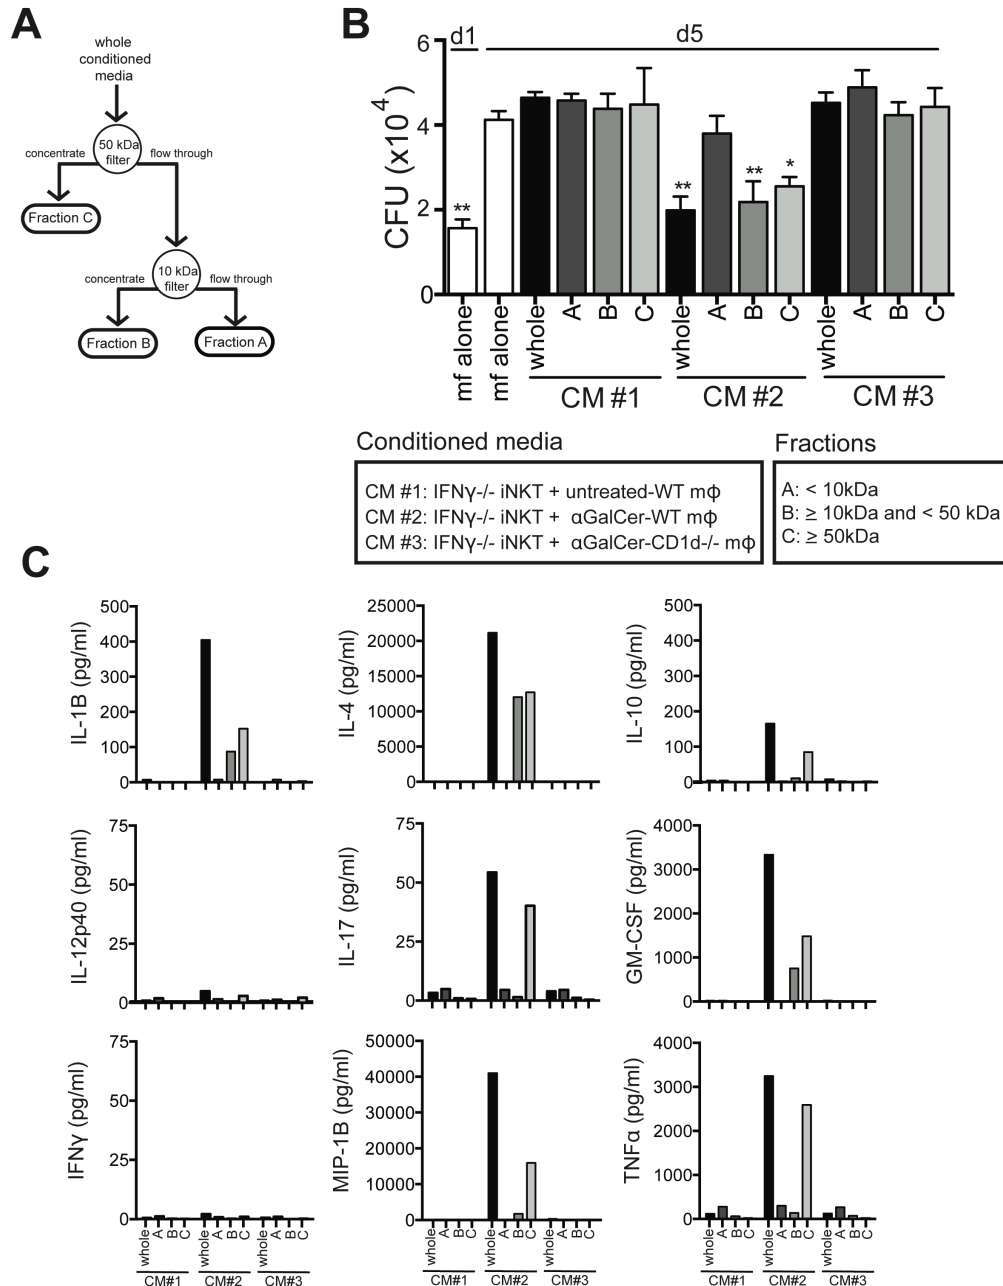 A
whole
conditioned
media
50 kDa
filter
concentrate
flow through
Fraction C
10 kDa
filter
concentrate
flow through
Fraction B
Fraction A
B
d1
d5
CFU (x10^4)
6
4
2
0
**
**
**
*
mf alone
mf alone
whole
A
B
C
whole
A
B
C
whole
A
B
C
CM #1
CM #2
CM #3
Conditioned media
CM #1: IFNγ-/- iNKT + untreated-WT mφ
CM #2: IFNγ-/- iNKT + αGalCer-WT mφ
CM #3: IFNγ-/- iNKT + αGalCer-CD1d-/- mφ
Fractions
A: < 10kDa
B: ≥ 10kDa and < 50 kDa
C: ≥ 50kDa
C
IL-1B (pg/ml)
500
400
300
200
100
0
IL-4 (pg/ml)
25000
20000
15000
10000
5000
0
IL-10 (pg/ml)
500
400
300
200
100
0
IL-12p40 (pg/ml)
75
50
25
0
IL-17 (pg/ml)
75
50
25
0
GM-CSF (pg/ml)
4000
3000
2000
1000
0
IFNγ (pg/ml)
75
50
25
0
whole
A
B
C
whole
A
B
C
whole
A
B
C
CM#1
CM#2
CM#3
MIP-1B (pg/ml)
50000
40000
30000
20000
10000
0
whole
A
B
C
whole
A
B
C
whole
A
B
C
CM#1
CM#2
CM#3
TNFα (pg/ml)
4000
3000
2000
1000
0
whole
A
B
C
whole
A
B
C
whole
A
B
C
CM#1
CM#2
CM#3